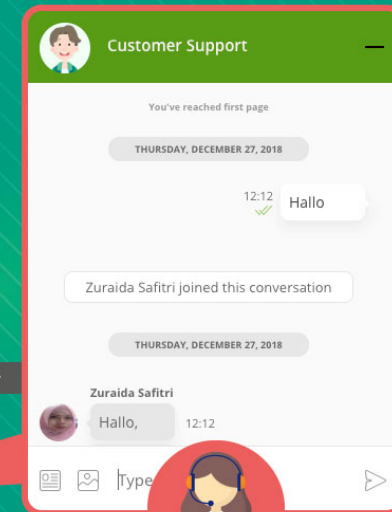 Customer Support
You've reached first page
THURSDAY, DECEMBER 27, 2018
12:12
Hallo
Zuraida Safitri joined this conversation
THURSDAY, DECEMBER 27, 2018
Zuraida Safitri
Hallo,
12:12
Type